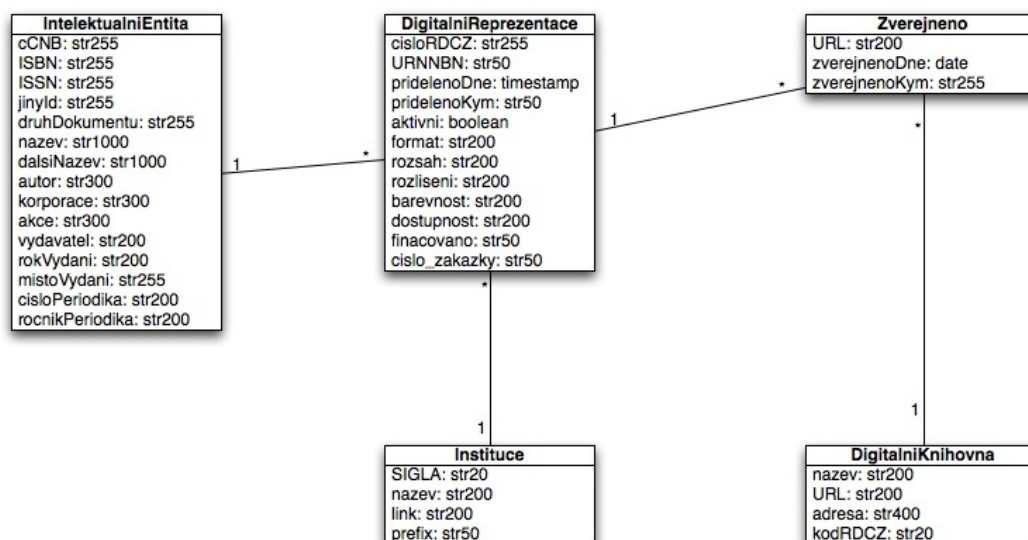 IntelektualniEntita
cCNB: str255
ISBN: str255
ISSN: str255
jinyId: str255
druhDokumentu: str255
nazev: str1000
dalsiNazev: str1000
autor: str300
korporace: str300
akce: str300
vydavatel: str200
rokVydani: str200
mistoVydani: str255
cisloPeriodika: str200
rocnikPeriodika: str200
1
*
DigitalniReprezentace
cisloRDCZ: str255
URNNBN: str50
pridelenoDne: timestamp
pridelenoKym: str50
aktivni: boolean
format: str200
rozsah: str200
rozliseni: str200
barevnost: str200
dostupnost: str200
finacovano: str50
cislo_zakazky: str50
1
*
Zverejneno
URL: str200
zverejnenoDne: date
zverejnenoKym: str255
*
1
*
1
Instituce
SIGLA: str20
nazev: str200
link: str200
prefix: str50
DigitalniKnihovna
nazev: str200
URL: str200
adresa: str400
kodRDCZ: str20